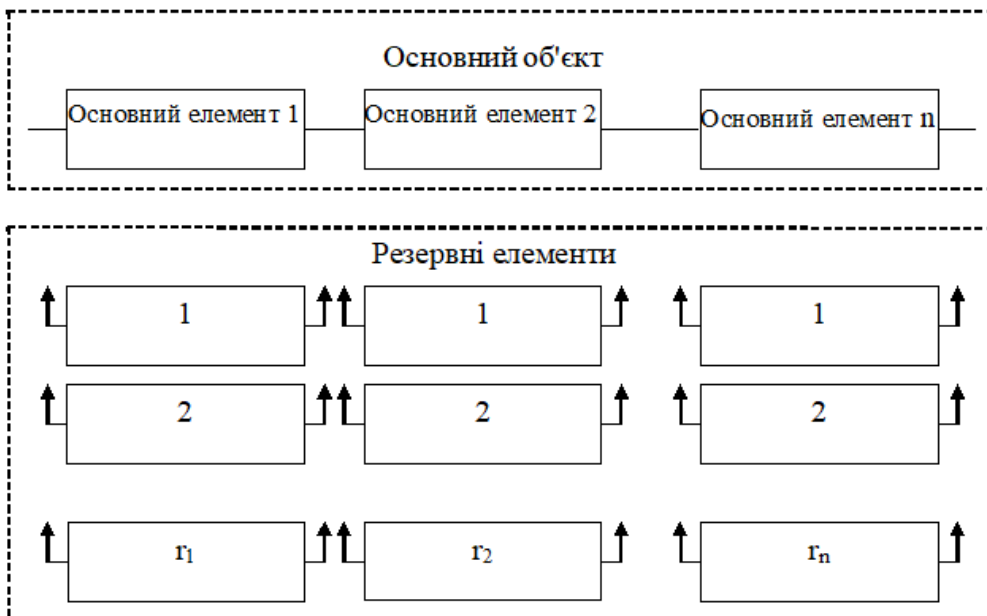 Основний об'єкт
Основний елемент 1 Основний елемент 2 Основний елемент n
Резервні елементи
1 1 1
2 2 2
r₁ r₂ rₙ